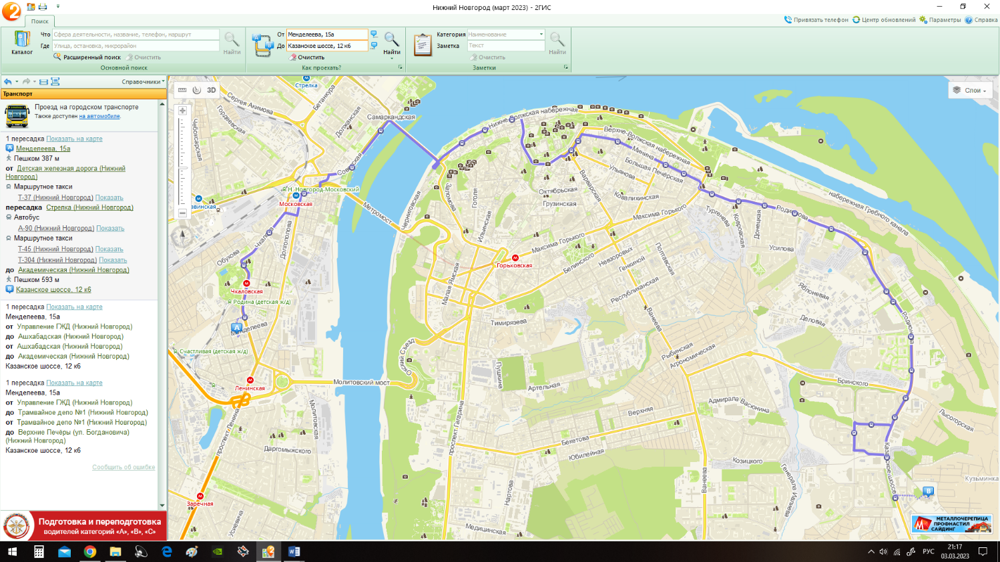 Нижний Новгород (март 2023) - 2ГИС
Поиск
Привязать телефон
Центр обновлений
Параметры
Справка
Каталог
Что Сфера деятельности, название, телефон, маршрут
Где Улица, остановка, микрорайон
Расширенный поиск Очистить
Найти
Основной поиск
От Менделеева, 15а
До Казанское шоссе, 12 к6
Очистить
Найти
Как проехать?
Категория Наименование
Заметка Текст
Очистить
Найти
Заметки
Справочники
Транспорт
Проезд на городском транспорте
Также доступен на автомобиле.
1 пересадка Показать на карте
Менделеева, 15а
Пешком 387 м
от Детская железная дорога (Нижний
Новгород)
Маршрутное такси
Т-37 (Нижний Новгород) Показать
пересадка Стрелка (Нижний Новгород)
Автобус
А-90 (Нижний Новгород) Показать
Маршрутное такси
Т-45 (Нижний Новгород) Показать
Т-304 (Нижний Новгород) Показать
до Академическая (Нижний Новгород)
Пешком 593 м
Казанское шоссе, 12 к6
1 пересадка Показать на карте
Менделеева, 15а
от Управление ГЖД (Нижний Новгород)
до Ашхабадская (Нижний Новгород)
от Ашхабадская (Нижний Новгород)
до Академическая (Нижний Новгород)
Казанское шоссе, 12 к6
1 пересадка Показать на карте
Менделеева, 15а
от Управление ГЖД (Нижний Новгород)
до Трамвайное депо №1 (Нижний Новгород)
от Трамвайное депо №1 (Нижний Новгород)
до Верхние Печёры (ул. Богдановича)
(Нижний Новгород)
Казанское шоссе, 12 к6
Сообщить об ошибке
Подготовка и переподготовка
водителей категорий «А», «В», «С»
3D
Слои
Стрелка
Сергея Акимова
Гордеевская
Бетанкура
Должанская
Чебоксарская
Самаркандская
Советская
Н. Новгород-Московский
Московская
Метромост
Обухова
Чкалова
Долгополова
Чкаловская
Родина (детская ж/д)
A
Менделеева
Счастливая (детская ж/д)
Ленинская
Молитовский мост
Молитовская
проспект Ленина
Даргомыжского
Заречная
Усиевича
Нижне-Волжская набережная
Верхне-Волжская набережная
Минина
Большая Печёрская
Ульянова
Варварская
Октябрьская
Грузинская
Ковалихинская
Гоголя
Заломова
Черниговская
Ильинская
Максима Горького
Максима Горького
Горьковская
Малая Ямская
Белинского
Невзоровых
Генкиной
Полтавская
Республиканская
Тимирязева
Ванеева
Окский Съезд
Пушкина
Артельная
Рыбинская
Агрономическая
Верхняя
проспект Гагарина
Бекетова
Юбилейная
Нартова
Медицинская
Ванеева
Адмирала Васюнина
Козицкого
Генерала Ивлиева
Тургенева
Ковровская
Донецкая
Родионова
набережная Гребного канала
Усилова
Яблоневая
Деловая
Родионова
Бринского
Лысогорская
Казанское шоссе
Кузьминка
B
МЕТАЛЛОЧЕРЕПИЦА
ПРОФНАСТИЛ
САЙДИНГ
РУС
21:17
03.03.2023